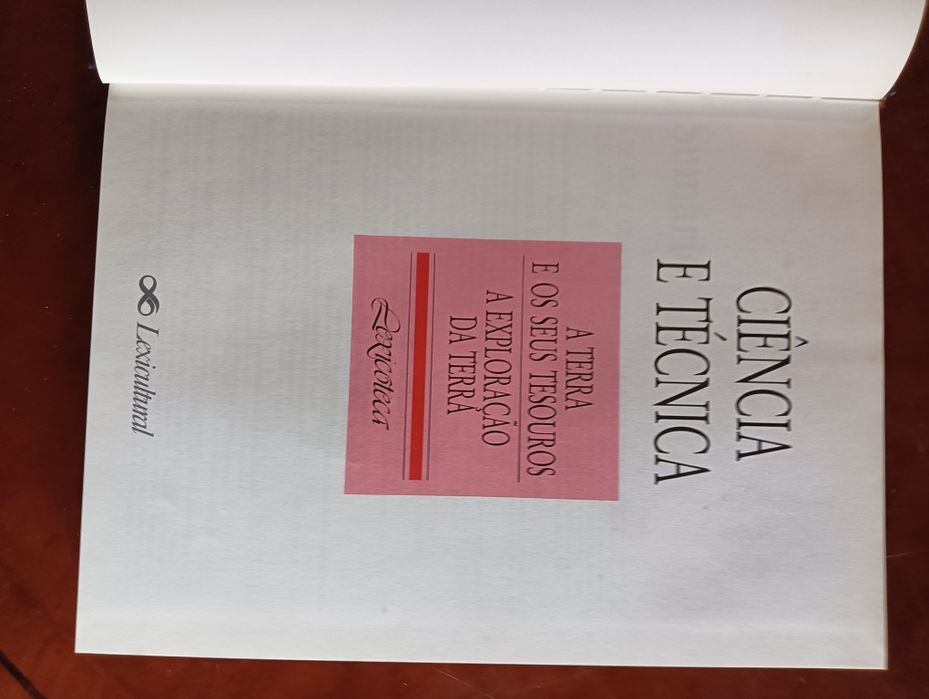 CIÊNCIA
E TÉCNICA
A TERRA
E OS SEUS TESOUROS
A EXPLORAÇÃO
DA TERRA
Lexicoteca
Lexicultural